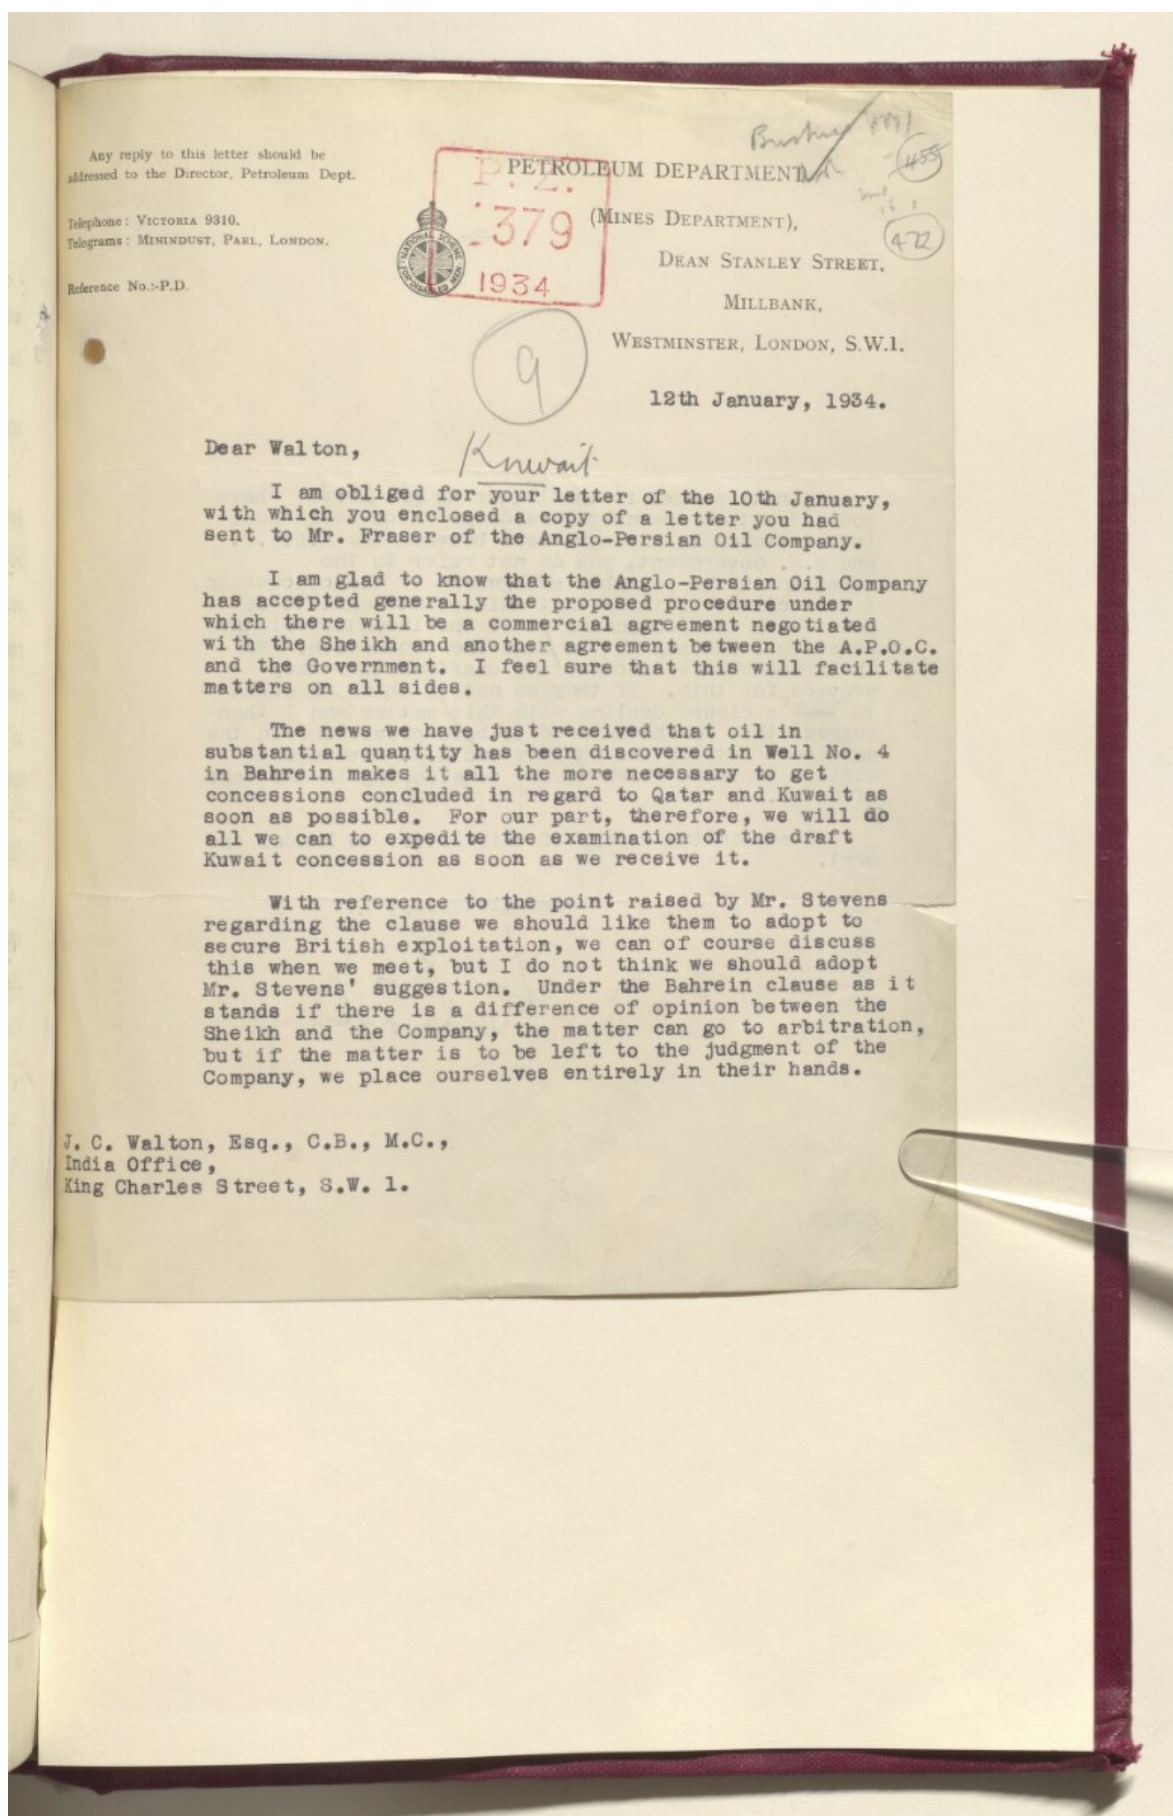 Any reply to this letter should be
addressed to the Director, Petroleum Dept.
Telephone: VICTORIA 9310.
Telegrams: MININDUST, PARL, LONDON.
Reference No.:-P.D.
NATIONAL SCHEME
FOR DISABLED MEN
P.Z.
379
1934
455
472
PETROLEUM DEPARTMENT
(MINES DEPARTMENT),
DEAN STANLEY STREET,
MILLBANK,
WESTMINSTER, LONDON, S.W.1.
9
12th January, 1934.
Dear Walton,
Kuwait
I am obliged for your letter of the 10th January,
with which you enclosed a copy of a letter you had
sent to Mr. Fraser of the Anglo-Persian Oil Company.
I am glad to know that the Anglo-Persian Oil Company
has accepted generally the proposed procedure under
which there will be a commercial agreement negotiated
with the Sheikh and another agreement between the A.P.O.C.
and the Government. I feel sure that this will facilitate
matters on all sides.
The news we have just received that oil in
substantial quantity has been discovered in Well No. 4
in Bahrein makes it all the more necessary to get
concessions concluded in regard to Qatar and Kuwait as
soon as possible. For our part, therefore, we will do
all we can to expedite the examination of the draft
Kuwait concession as soon as we receive it.
With reference to the point raised by Mr. Stevens
regarding the clause we should like them to adopt to
secure British exploitation, we can of course discuss
this when we meet, but I do not think we should adopt
Mr. Stevens' suggestion. Under the Bahrein clause as it
stands if there is a difference of opinion between the
Sheikh and the Company, the matter can go to arbitration,
but if the matter is to be left to the judgment of the
Company, we place ourselves entirely in their hands.
J. C. Walton, Esq., C.B., M.C.,
India Office,
King Charles Street, S.W. 1.